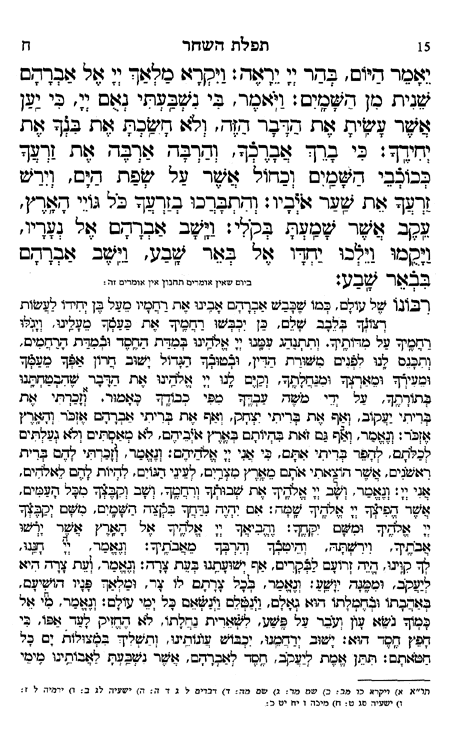 15 תפלת השחר ח
יֵאָמֵר הַיּוֹם, בְּהַר יְיָ יֵרָאֶה: וַיִּקְרָא מַלְאַךְ יְיָ אֶל אַבְרָהָם
שֵׁנִית מִן הַשָּׁמָיִם: וַיֹּאמֶר, בִּי נִשְׁבַּעְתִּי נְאֻם יְיָ, כִּי יַעַן
אֲשֶׁר עָשִׂיתָ אֶת הַדָּבָר הַזֶּה, וְלֹא חָשַׂכְתָּ אֶת בִּנְךָ אֶת
יְחִידֶךָ: כִּי בָרֵךְ אֲבָרֶכְךָ, וְהַרְבָּה אַרְבֶּה אֶת זַרְעֲךָ
כְּכוֹכְבֵי הַשָּׁמַיִם וְכַחוֹל אֲשֶׁר עַל שְׂפַת הַיָּם, וְיִרַשׁ
זַרְעֲךָ אֵת שַׁעַר אֹיְבָיו: וְהִתְבָּרְכוּ בְזַרְעֲךָ כֹּל גּוֹיֵי הָאָרֶץ,
עֵקֶב אֲשֶׁר שָׁמַעְתָּ בְּקֹלִי: וַיָּשָׁב אַבְרָהָם אֶל נְעָרָיו,
וַיָּקֻמוּ וַיֵּלְכוּ יַחְדָּו אֶל בְּאֵר שָׁבַע, וַיֵּשֶׁב אַבְרָהָם
בִּבְאֵר שָׁבַע: ביום שאין אומרים תחנון אין אומרים זה:
רִבּוֹנוֹ שֶׁל עוֹלָם, כְּמוֹ שֶׁכָּבַשׁ אַבְרָהָם אָבִינוּ אֶת רַחֲמָיו מֵעַל בֶּן יְחִידוֹ לַעֲשׂוֹת
רְצוֹנְךָ בְּלֵבָב שָׁלֵם, כֵּן יִכְבְּשׁוּ רַחֲמֶיךָ אֶת כַּעַסְךָ מֵעָלֵינוּ, וְיָגֹלּוּ
רַחֲמֶיךָ עַל מִדּוֹתֶיךָ. וְתִתְנַהֵג עִמָּנוּ יְיָ אֱלֹהֵינוּ בְּמִדַּת הַחֶסֶד וּבְמִדַּת הָרַחֲמִים,
וְתִכָּנֵס לָנוּ לִפְנִים מִשּׁוּרַת הַדִּין, וּבְטוּבְךָ הַגָּדוֹל יָשׁוּב חֲרוֹן אַפְּךָ מֵעַמְּךָ
וּמֵעִירְךָ וּמֵאַרְצְךָ וּמִנַּחֲלָתֶךָ, וְקַיֵּם לָנוּ יְיָ אֱלֹהֵינוּ אֶת הַדָּבָר שֶׁהִבְטַחְתָּנוּ
בְּתוֹרָתֶךָ, עַל יְדֵי מֹשֶׁה עַבְדֶּךָ מִפִּי כְבוֹדֶךָ כָּאָמוּר. וְזָכַרְתִּי אֶת
בְּרִיתִי יַעֲקוֹב, וְאַף אֶת בְּרִיתִי יִצְחָק, וְאַף אֶת בְּרִיתִי אַבְרָהָם אֶזְכֹּר וְהָאָרֶץ
אֶזְכֹּר: וְנֶאֱמַר, וְאַף גַּם זֹאת בִּהְיוֹתָם בְּאֶרֶץ אֹיְבֵיהֶם, לֹא מְאַסְתִּים וְלֹא גְעַלְתִּים
לְכַלֹּתָם, לְהָפֵר בְּרִיתִי אִתָּם, כִּי אֲנִי יְיָ אֱלֹהֵיהֶם: וְנֶאֱמַר, וְזָכַרְתִּי לָהֶם בְּרִית
רִאשֹׁנִים, אֲשֶׁר הוֹצֵאתִי אֹתָם מֵאֶרֶץ מִצְרַיִם, לְעֵינֵי הַגּוֹיִם, לִהְיוֹת לָהֶם לֵאלֹהִים,
אֲנִי יְיָ: וְנֶאֱמַר, וְשָׁב יְיָ אֱלֹהֶיךָ אֶת שְׁבוּתְךָ וְרִחֲמֶךָ, וְשָׁב וְקִבֶּצְךָ מִכָּל הָעַמִּים,
אֲשֶׁר הֱפִיצְךָ יְיָ אֱלֹהֶיךָ שָׁמָּה: אִם יִהְיֶה נִדַּחֲךָ בִּקְצֵה הַשָּׁמָיִם, מִשָּׁם יְקַבֶּצְךָ
יְיָ אֱלֹהֶיךָ וּמִשָּׁם יִקָּחֶךָ: וֶהֱבִיאֲךָ יְיָ אֱלֹהֶיךָ אֶל הָאָרֶץ אֲשֶׁר יָרְשׁוּ
אֲבֹתֶיךָ, וִירִשְׁתָּהּ, וְהֵיטִבְךָ וְהִרְבְּךָ מֵאֲבֹתֶיךָ: וְנֶאֱמַר, יְיָ חָנֵּנוּ,
לְךָ קִוִּינוּ, הֱיֵה זְרוֹעָם לַבְּקָרִים, אַף יְשׁוּעָתֵנוּ בְּעֵת צָרָה: וְנֶאֱמַר, וְעֵת צָרָה הִיא
לְיַעֲקֹב, וּמִמֶּנָּה יִוָּשֵׁעַ: וְנֶאֱמַר, בְּכָל צָרָתָם לוֹ צָר, וּמַלְאַךְ פָּנָיו הוֹשִׁיעָם,
בְּאַהֲבָתוֹ וּבְחֶמְלָתוֹ הוּא גְאָלָם, וַיְנַטְּלֵם וַיְנַשְּׂאֵם כָּל יְמֵי עוֹלָם: וְנֶאֱמַר, מִי אֵל
כָּמוֹךָ נֹשֵׂא עָוֹן וְעֹבֵר עַל פֶּשַׁע, לִשְׁאֵרִית נַחֲלָתוֹ, לֹא הֶחֱזִיק לָעַד אַפּוֹ, כִּי
חָפֵץ חֶסֶד הוּא: יָשׁוּב יְרַחֲמֵנוּ, יִכְבּוֹשׁ עֲוֹנוֹתֵינוּ, וְתַשְׁלִיךְ בִּמְצֻלוֹת יָם כָּל
חַטֹּאתָם: תִּתֵּן אֱמֶת לְיַעֲקֹב, חֶסֶד לְאַבְרָהָם, אֲשֶׁר נִשְׁבַּעְתָּ לַאֲבוֹתֵינוּ מִימֵי
תו"א א) ויקרא כו מב: ב) שם מד: ג) שם מה: ד) דברים ל ג ד ה: ה) ישעיה לג ב: ו) ירמיה ל ז:
ז) ישעיה סג ט: ח) מיכה ז יח יט כ: